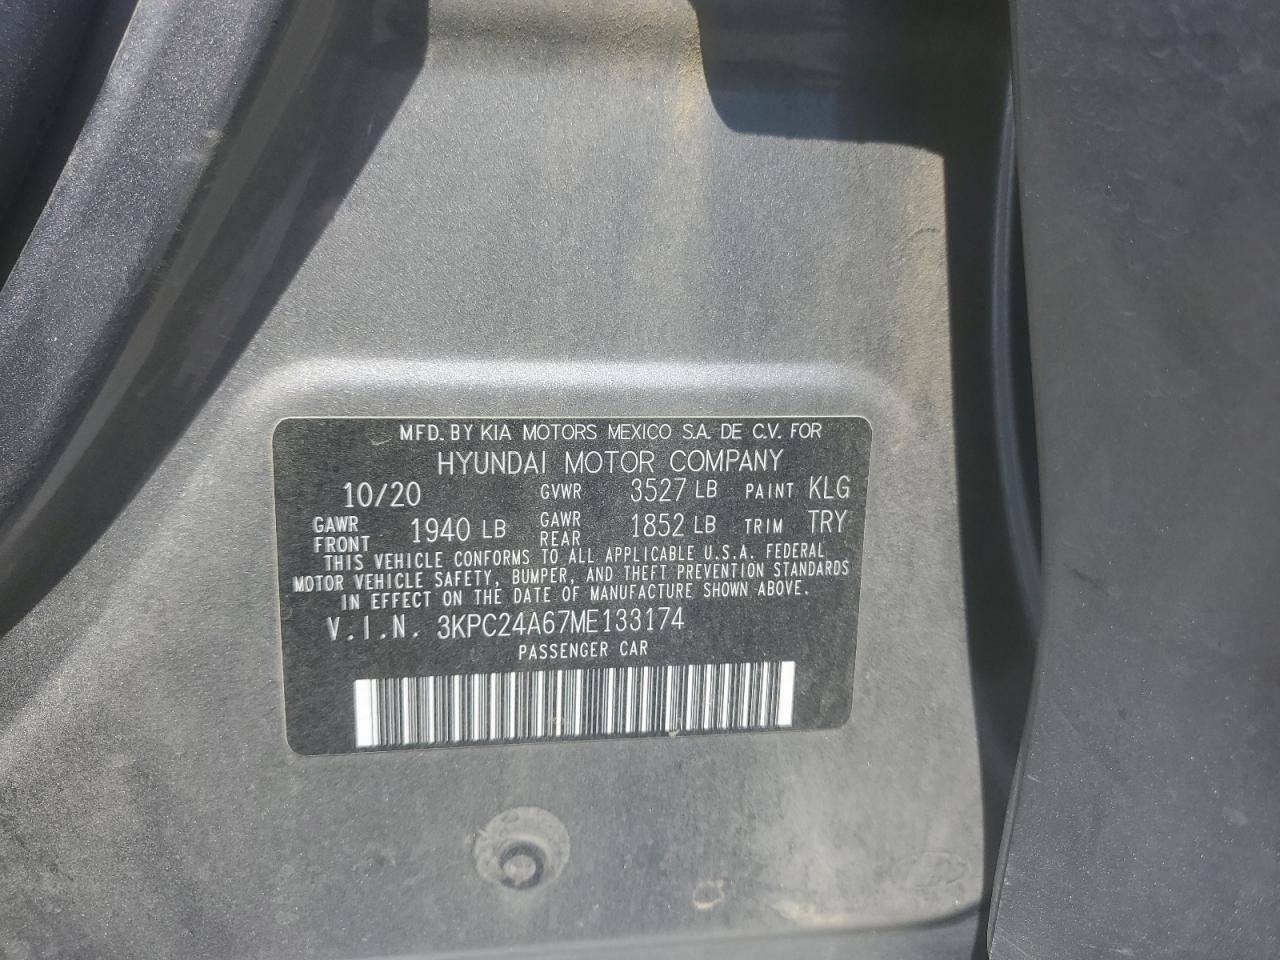 MFD. BY KIA MOTORS MEXICO S.A. DE C.V. FOR
HYUNDAI MOTOR COMPANY
10/20 GVWR 3527 LB PAINT KLG
GAWR FRONT 1940 LB GAWR REAR 1852 LB TRIM TRY
THIS VEHICLE CONFORMS TO ALL APPLICABLE U.S.A. FEDERAL
MOTOR VEHICLE SAFETY, BUMPER, AND THEFT PREVENTION STANDARDS
IN EFFECT ON THE DATE OF MANUFACTURE SHOWN ABOVE.
V.I.N. 3KPC24A67ME133174
PASSENGER CAR